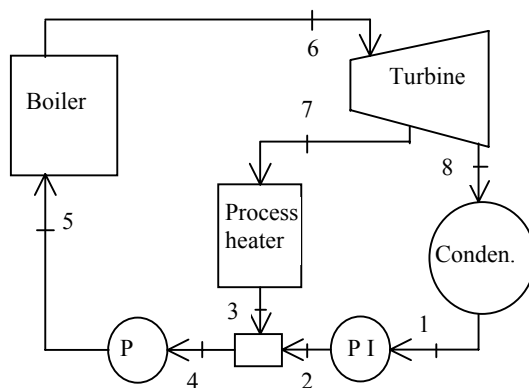 6
Turbine
Boiler
7
8
Process
heater
5
Conden.
3
1
P
P I
4
2